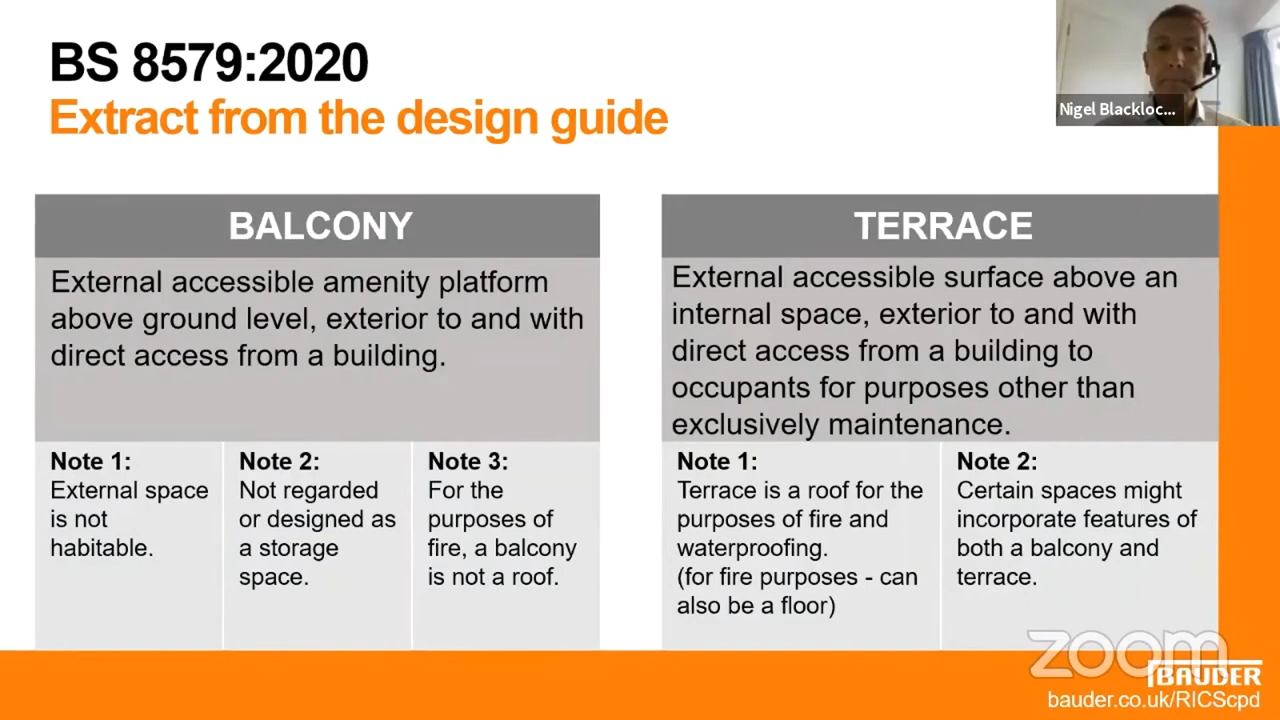 BS 8579:2020
Extract from the design guide
Nigel Blackloc...
BALCONY
External accessible amenity platform
above ground level, exterior to and with
direct access from a building.
Note 1:
External space
is not
habitable.
Note 2:
Not regarded
or designed as
a storage
space.
Note 3:
For the
purposes of
fire, a balcony
is not a roof.
TERRACE
External accessible surface above an
internal space, exterior to and with
direct access from a building to
occupants for purposes other than
exclusively maintenance.
Note 1:
Terrace is a roof for the
purposes of fire and
waterproofing.
(for fire purposes - can
also be a floor)
Note 2:
Certain spaces might
incorporate features of
both a balcony and
terrace.
zoom
BAUDER
bauder.co.uk/RICScpd